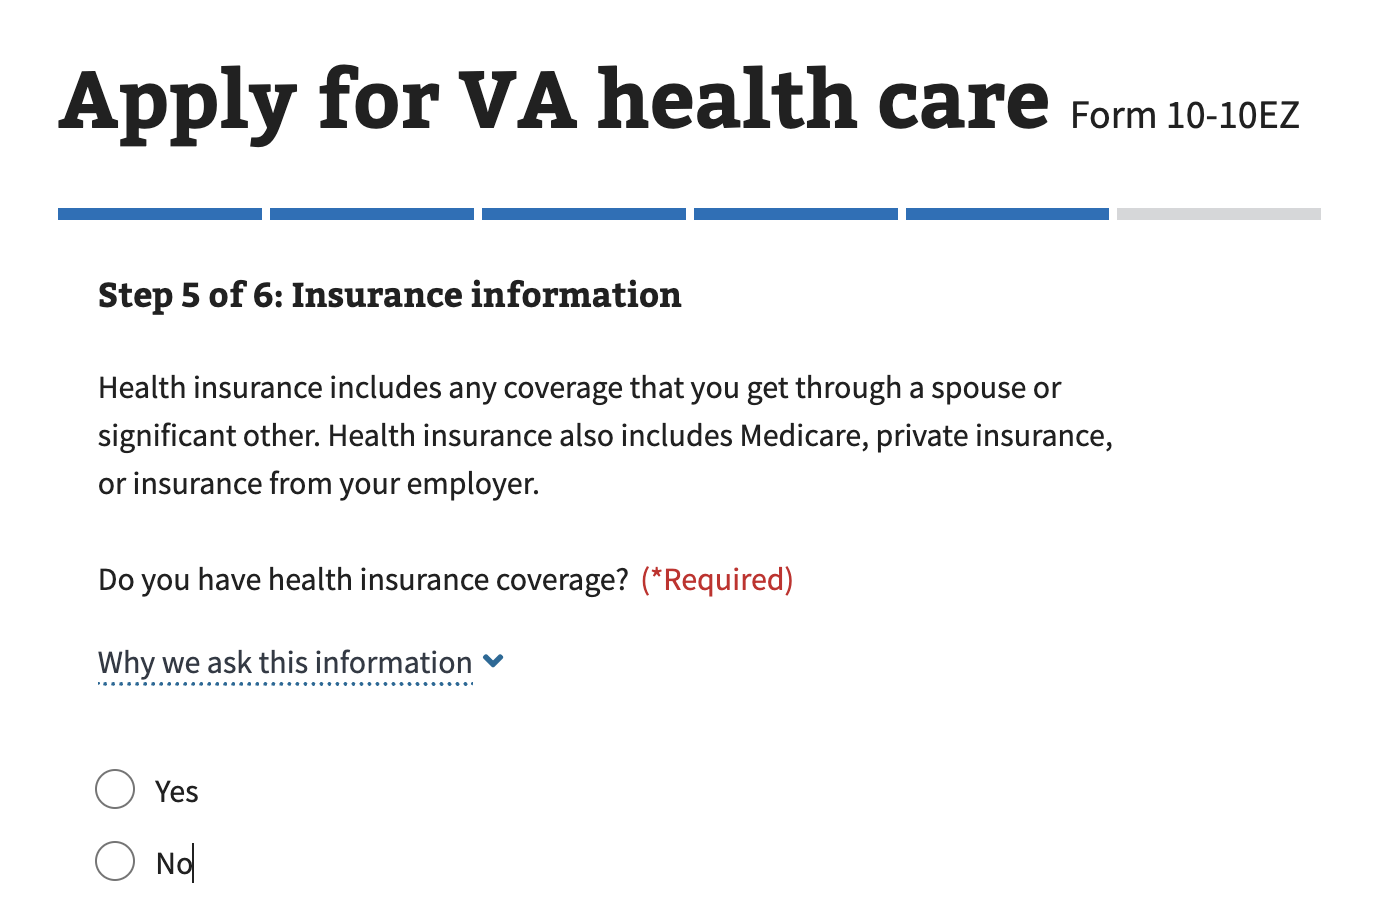 Apply for VA health care Form 10-10EZ
Step 5 of 6: Insurance information
Health insurance includes any coverage that you get through a spouse or
significant other. Health insurance also includes Medicare, private insurance,
or insurance from your employer.
Do you have health insurance coverage? (*Required)
Why we ask this information
Yes
No